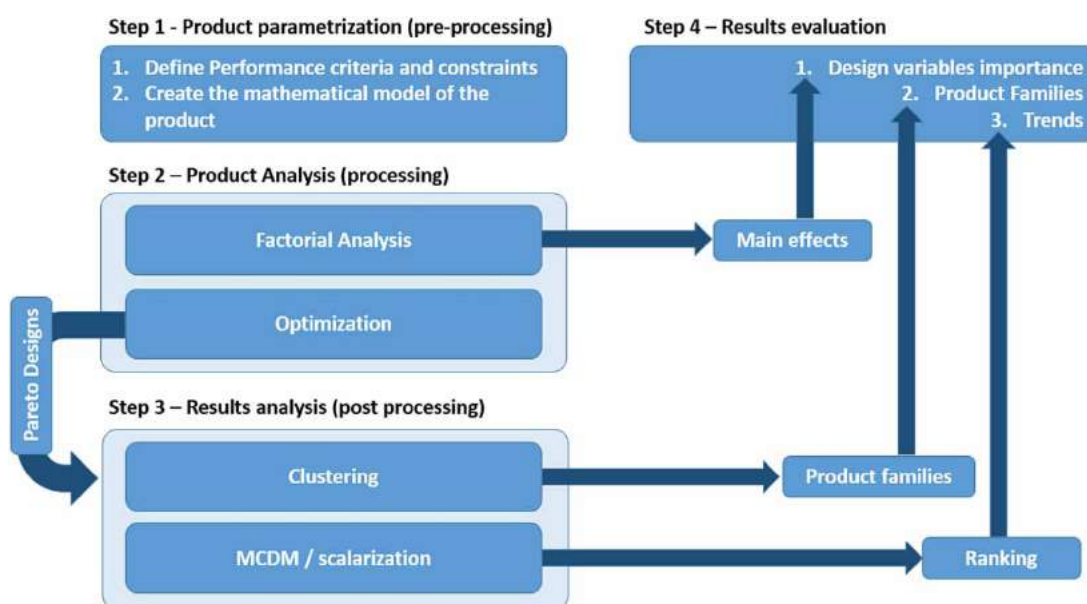 Step 1 - Product parametrization (pre-processing)
1. Define Performance criteria and constraints
2. Create the mathematical model of the
product
Step 4 – Results evaluation
1. Design variables importance
2. Product Families
3. Trends
Step 2 – Product Analysis (processing)
Factorial Analysis
Main effects
Optimization
Pareto Designs
Step 3 – Results analysis (post processing)
Clustering
Product families
MCDM / scalarization
Ranking